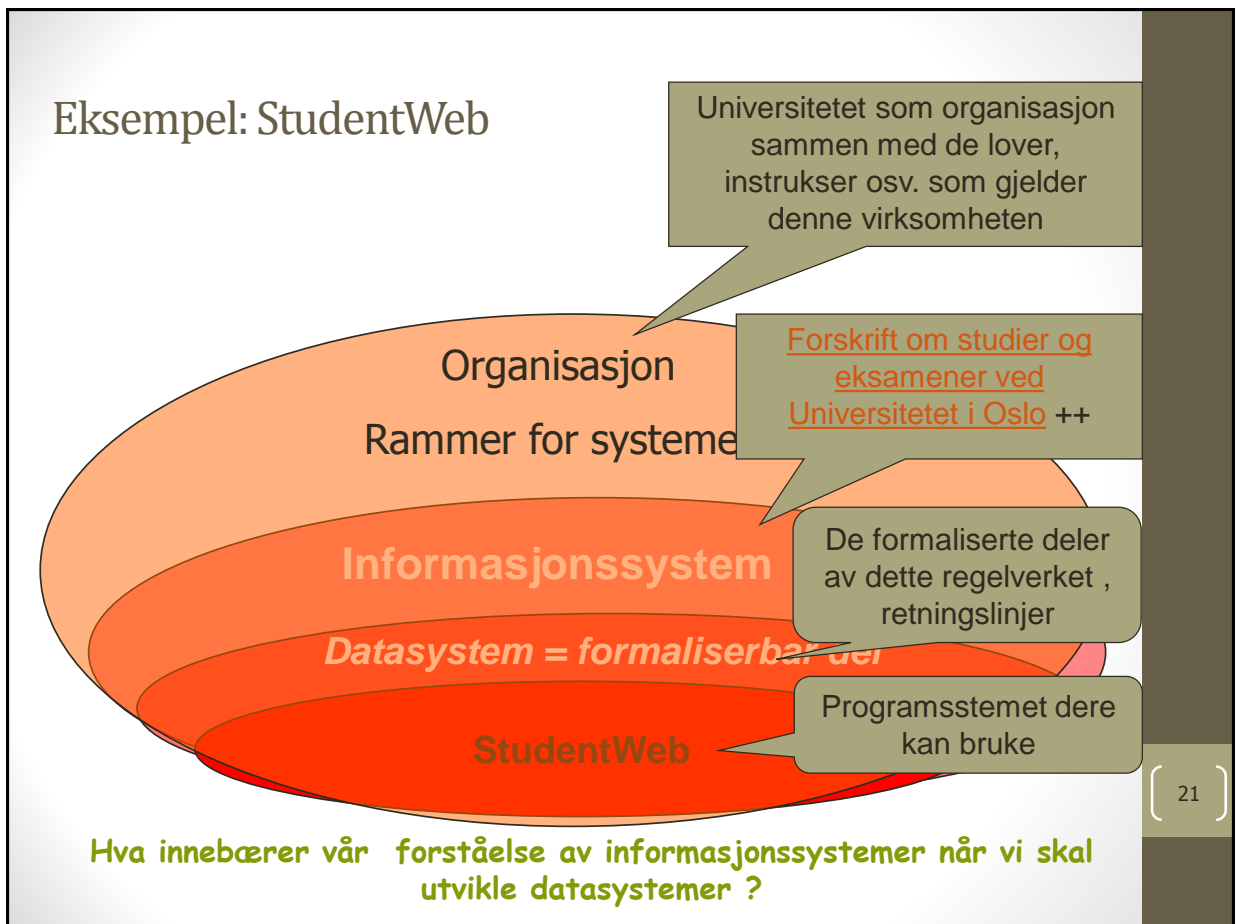 Eksempel: StudentWeb
Universitetet som organisasjon
sammen med de lover,
instrukser osv. som gjelder
denne virksomheten
Organisasjon
Rammer for systeme
Forskrift om studier og
eksamener ved
Universitetet i Oslo ++
Informasjonssystem
De formaliserte deler
av dette regelverket ,
retningslinjer
Datasystem = formaliserbar del
Programsstemet dere
kan bruke
StudentWeb
21
Hva innebærer vår forståelse av informasjonssystemer når vi skal
utvikle datasystemer ?